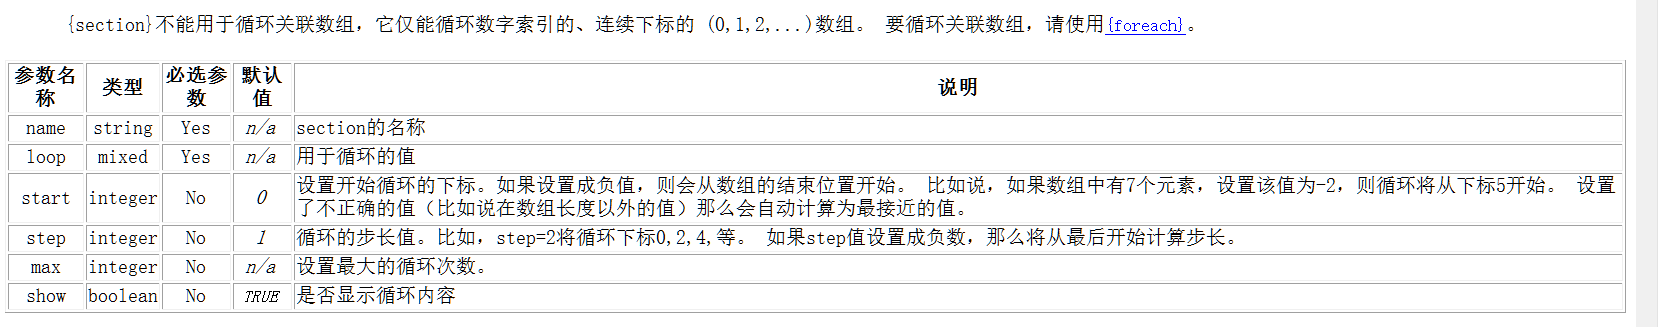 {section}不能用于循环关联数组，它仅能循环数字索引的、连续下标的 (0,1,2,...)数组。 要循环关联数组，请使用{foreach}。
参数名称 类型 必选参数 默认值 说明
name string Yes n/a section的名称
loop mixed Yes n/a 用于循环的值
start integer No 0 设置开始循环的下标。如果设置成负值，则会从数组的结束位置开始。 比如说，如果数组中有7个元素，设置该值为-2，则循环将从下标5开始。 设置
了不正确的值（比如说在数组长度以外的值）那么会自动计算为最接近的值。
step integer No 1 循环的步长值。比如，step=2将循环下标0,2,4,等。 如果step值设置成负数，那么将从最后开始计算步长。
max integer No n/a 设置最大的循环次数。
show boolean No TRUE 是否显示循环内容